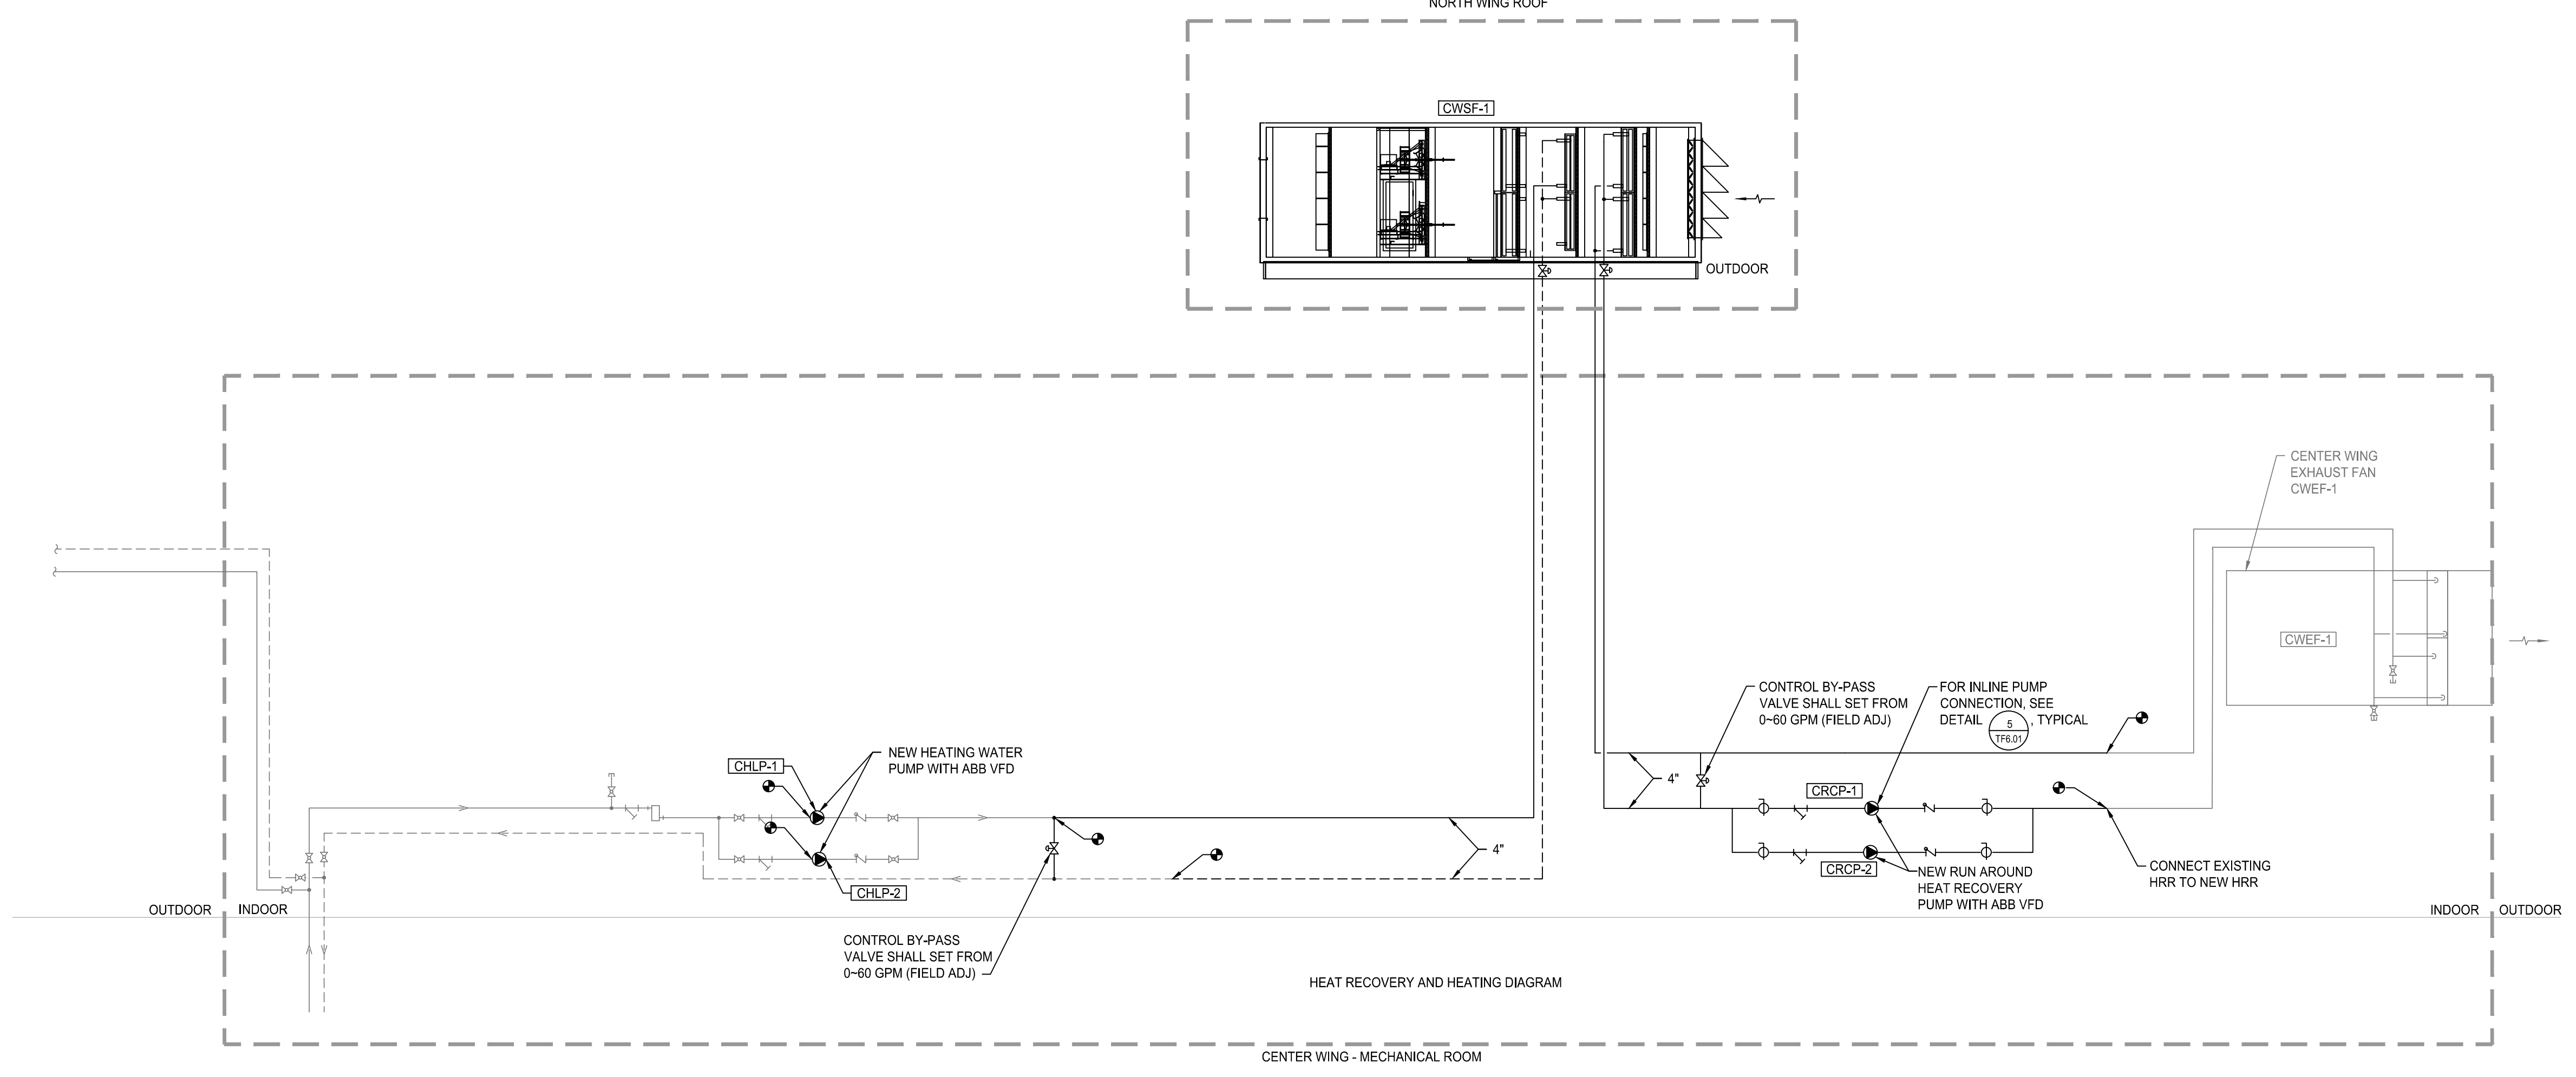 NORTH WING ROOF
CWSF-1
OUTDOOR
CENTER WING
EXHAUST FAN
CWEF-1
CWEF-1
CONTROL BY-PASS
VALVE SHALL SET FROM
0~60 GPM (FIELD ADJ)
FOR INLINE PUMP
CONNECTION, SEE
DETAIL 5 TF6.01 , TYPICAL
NEW HEATING WATER
PUMP WITH ABB VFD
CHLP-1
4"
CRCP-1
4"
CRCP-2
CONNECT EXISTING
HRR TO NEW HRR
NEW RUN AROUND
HEAT RECOVERY
PUMP WITH ABB VFD
CHLP-2
OUTDOOR
INDOOR
INDOOR
OUTDOOR
CONTROL BY-PASS
VALVE SHALL SET FROM
0~60 GPM (FIELD ADJ)
HEAT RECOVERY AND HEATING DIAGRAM
CENTER WING - MECHANICAL ROOM